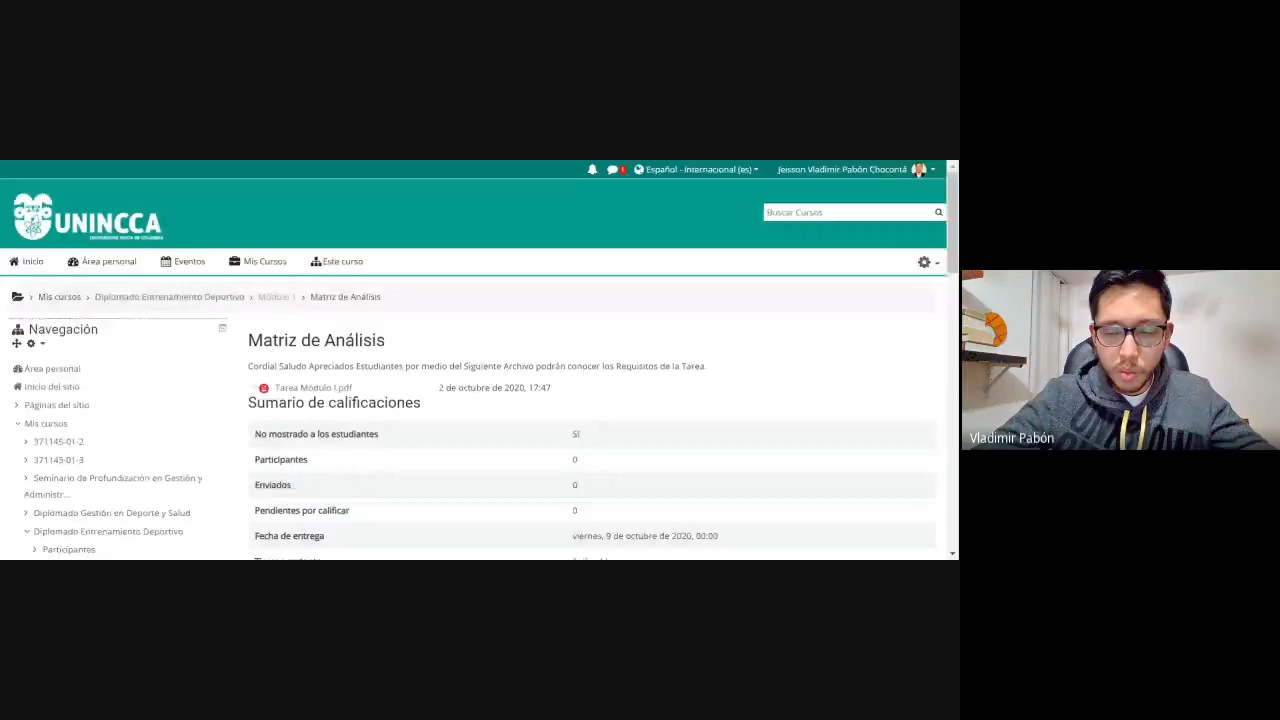 1
Español - Internacional (es)
Jeisson Vladimir Pabón Chocontá
UNINCCA
Buscar Cursos
Inicio
Área personal
Eventos
Mis Cursos
Este curso
Mis cursos › Diplomado Entrenamiento Deportivo › Módulo I › Matriz de Análisis
Navegación
Área personal
Inicio del sitio
Páginas del sitio
Mis cursos
371145-01-2
371143-01-3
Seminario de Profundización en Gestión y
Administr...
Diplomado Gestión en Deporte y Salud
Diplomado Entrenamiento Deportivo
Participantes
Matriz de Análisis
Cordial Saludo Apreciados Estudiantes por medio del Siguiente Archivo podrán conocer los Requisitos de la Tarea.
Tarea Módulo I.pdf 2 de octubre de 2020, 17:47
Sumario de calificaciones
No mostrado a los estudiantes Sí
Participantes 0
Enviados 0
Pendientes por calificar 0
Fecha de entrega viernes, 9 de octubre de 2020, 00:00
Vladimir Pabón